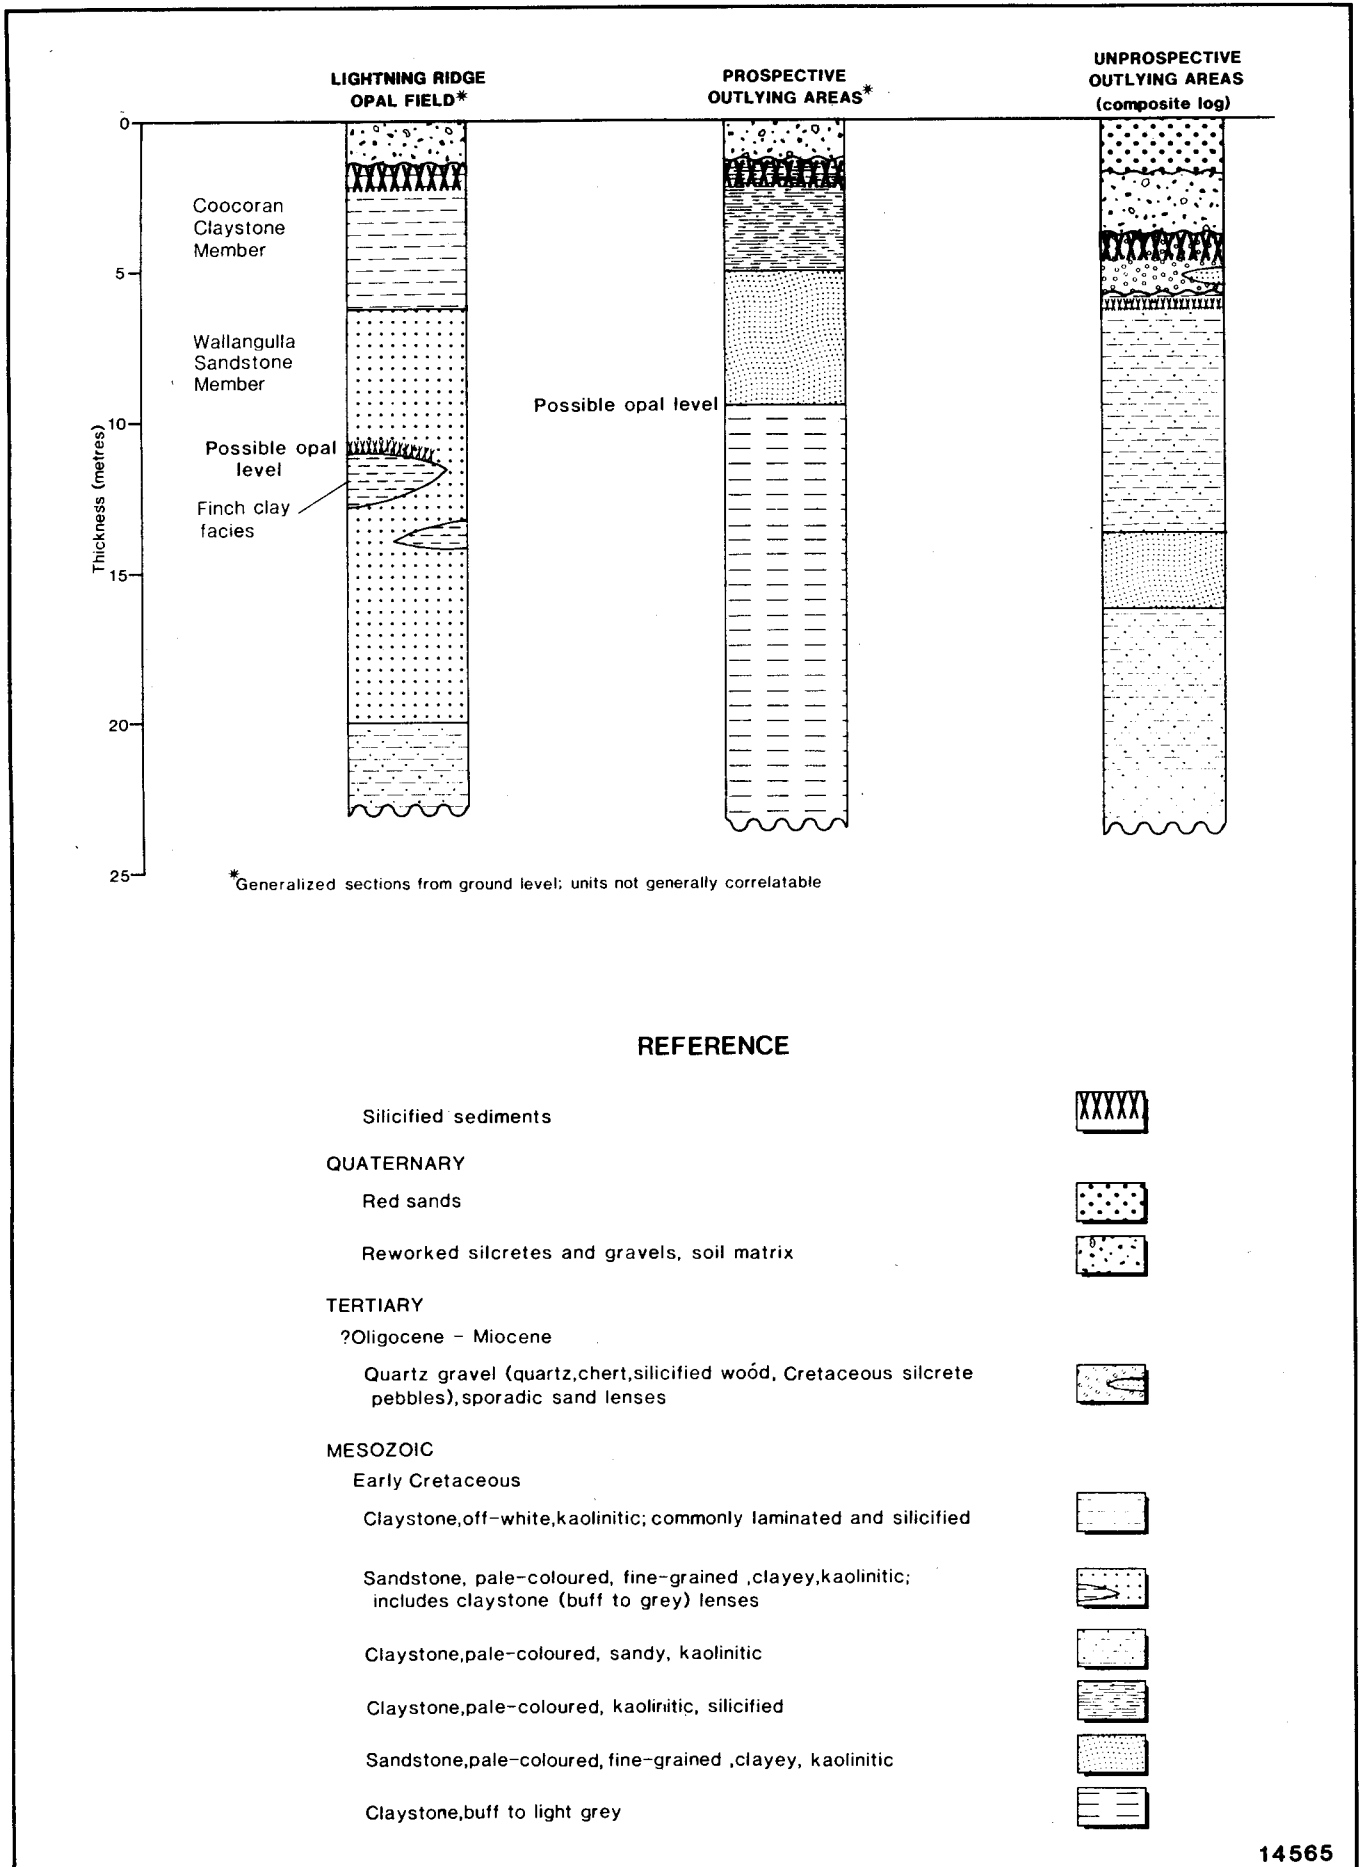 LIGHTNING RIDGE
OPAL FIELD*
PROSPECTIVE
OUTLYING AREAS*
UNPROSPECTIVE
OUTLYING AREAS
(composite log)
0
5
10
15
20
25
Thickness (metres)
Coocoran
Claystone
Member
Wallangulla
Sandstone
Member
Possible opal
level
Finch clay
facies
Possible opal level
*Generalized sections from ground level; units not generally correlatable
REFERENCE
Silicified sediments
QUATERNARY
Red sands
Reworked silcretes and gravels, soil matrix
TERTIARY
?Oligocene - Miocene
Quartz gravel (quartz,chert,silicified woód, Cretaceous silcrete
pebbles),sporadic sand lenses
MESOZOIC
Early Cretaceous
Claystone,off-white,kaolinitic; commonly laminated and silicified
Sandstone, pale-coloured, fine-grained ,clayey,kaolinitic;
includes claystone (buff to grey) lenses
Claystone,pale-coloured, sandy, kaolinitic
Claystone,pale-coloured, kaolinitic, silicified
Sandstone,pale-coloured, fine-grained ,clayey, kaolinitic
Claystone,buff to light grey
14565